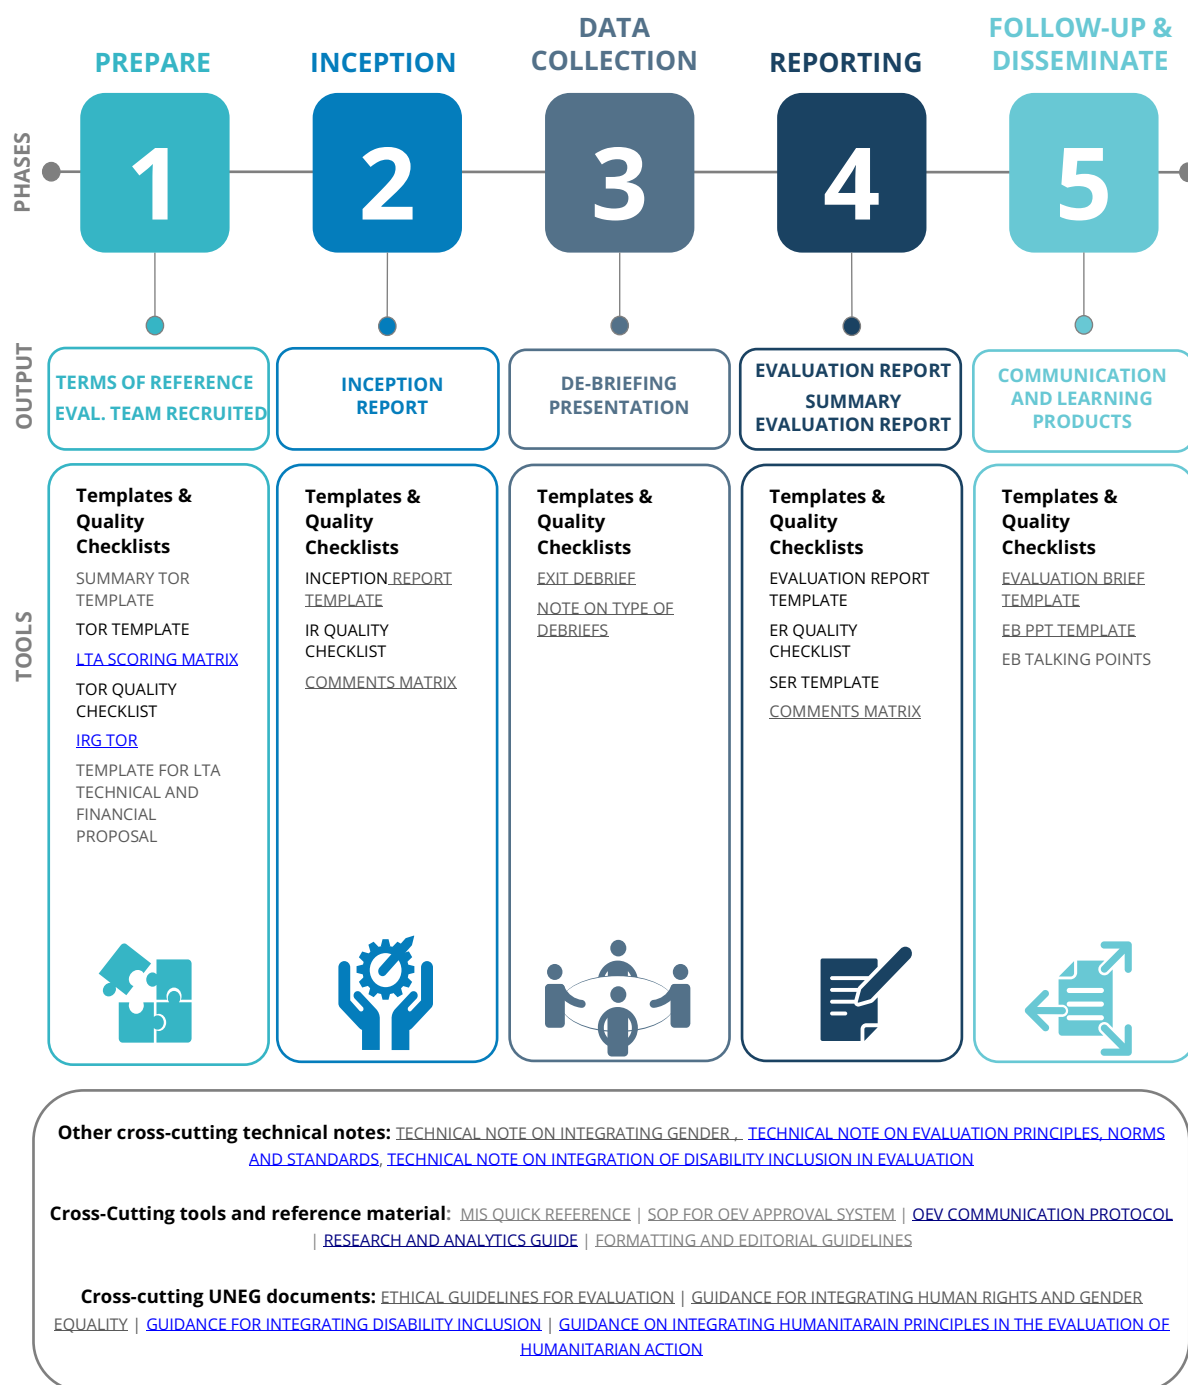 PREPARE
INCEPTION
DATA
COLLECTION
REPORTING
FOLLOW-UP &
DISSEMINATE
PHASES
1
2
3
4
5
OUTPUT
TERMS OF REFERENCE
EVAL. TEAM RECRUITED
INCEPTION
REPORT
DE-BRIEFING
PRESENTATION
EVALUATION REPORT
SUMMARY
EVALUATION REPORT
COMMUNICATION
AND LEARNING
PRODUCTS
TOOLS
Templates &
Quality
Checklists
SUMMARY TOR
TEMPLATE
TOR TEMPLATE
LTA SCORING MATRIX
TOR QUALITY
CHECKLIST
IRG TOR
TEMPLATE FOR LTA
TECHNICAL AND
FINANCIAL
PROPOSAL
Templates &
Quality
Checklists
INCEPTION REPORT
TEMPLATE
IR QUALITY
CHECKLIST
COMMENTS MATRIX
Templates &
Quality
Checklists
EXIT DEBRIEF
NOTE ON TYPE OF
DEBRIEFS
Templates &
Quality
Checklists
EVALUATION REPORT
TEMPLATE
ER QUALITY
CHECKLIST
SER TEMPLATE
COMMENTS MATRIX
Templates &
Quality
Checklists
EVALUATION BRIEF
TEMPLATE
EB PPT TEMPLATE
EB TALKING POINTS
Other cross-cutting technical notes: TECHNICAL NOTE ON INTEGRATING GENDER , TECHNICAL NOTE ON EVALUATION PRINCIPLES, NORMS
AND STANDARDS, TECHNICAL NOTE ON INTEGRATION OF DISABILITY INCLUSION IN EVALUATION
Cross-Cutting tools and reference material: MIS QUICK REFERENCE | SOP FOR OEV APPROVAL SYSTEM | OEV COMMUNICATION PROTOCOL
| RESEARCH AND ANALYTICS GUIDE | FORMATTING AND EDITORIAL GUIDELINES
Cross-cutting UNEG documents: ETHICAL GUIDELINES FOR EVALUATION | GUIDANCE FOR INTEGRATING HUMAN RIGHTS AND GENDER
EQUALITY | GUIDANCE FOR INTEGRATING DISABILITY INCLUSION | GUIDANCE ON INTEGRATING HUMANITARAIN PRINCIPLES IN THE EVALUATION OF
HUMANITARIAN ACTION